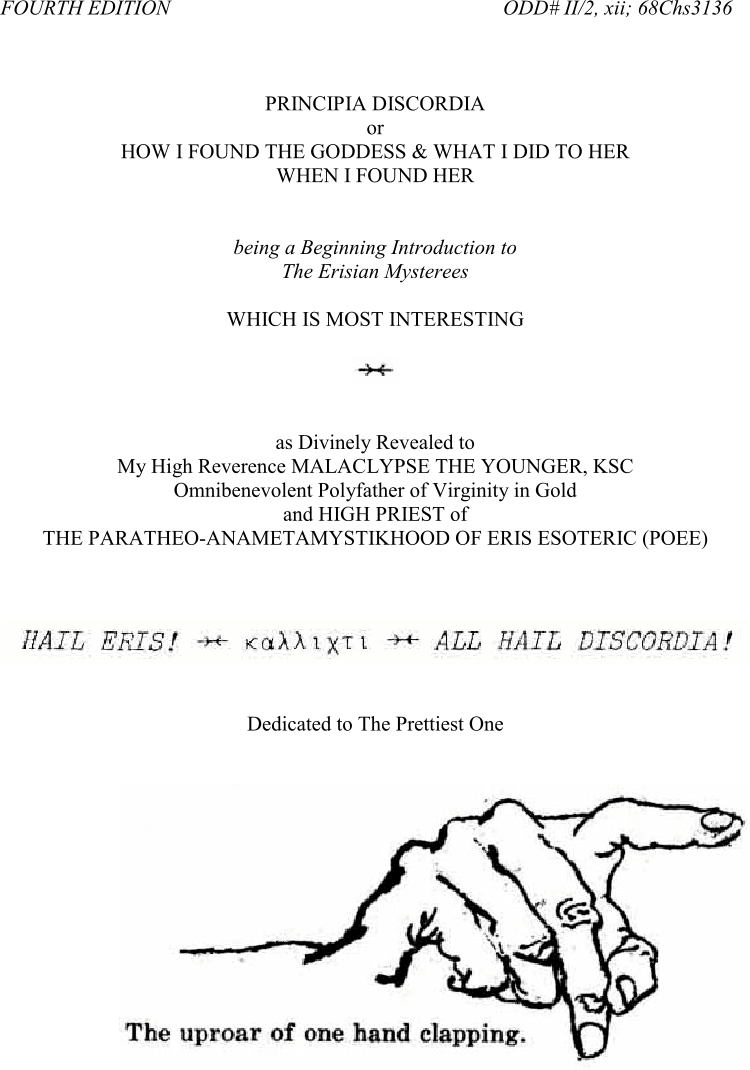 FOURTH EDITION ODD# II/2, xii; 68Chs3136
PRINCIPIA DISCORDIA
or
HOW I FOUND THE GODDESS & WHAT I DID TO HER
WHEN I FOUND HER
being a Beginning Introduction to
The Erisian Mysterees
WHICH IS MOST INTERESTING
as Divinely Revealed to
My High Reverence MALACLYPSE THE YOUNGER, KSC
Omnibenevolent Polyfather of Virginity in Gold
and HIGH PRIEST of
THE PARATHEO-ANAMETAMYSTIKHOOD OF ERIS ESOTERIC (POEE)
HAIL ERIS! καλλιχτι ALL HAIL DISCORDIA!
Dedicated to The Prettiest One
The uproar of one hand clapping.